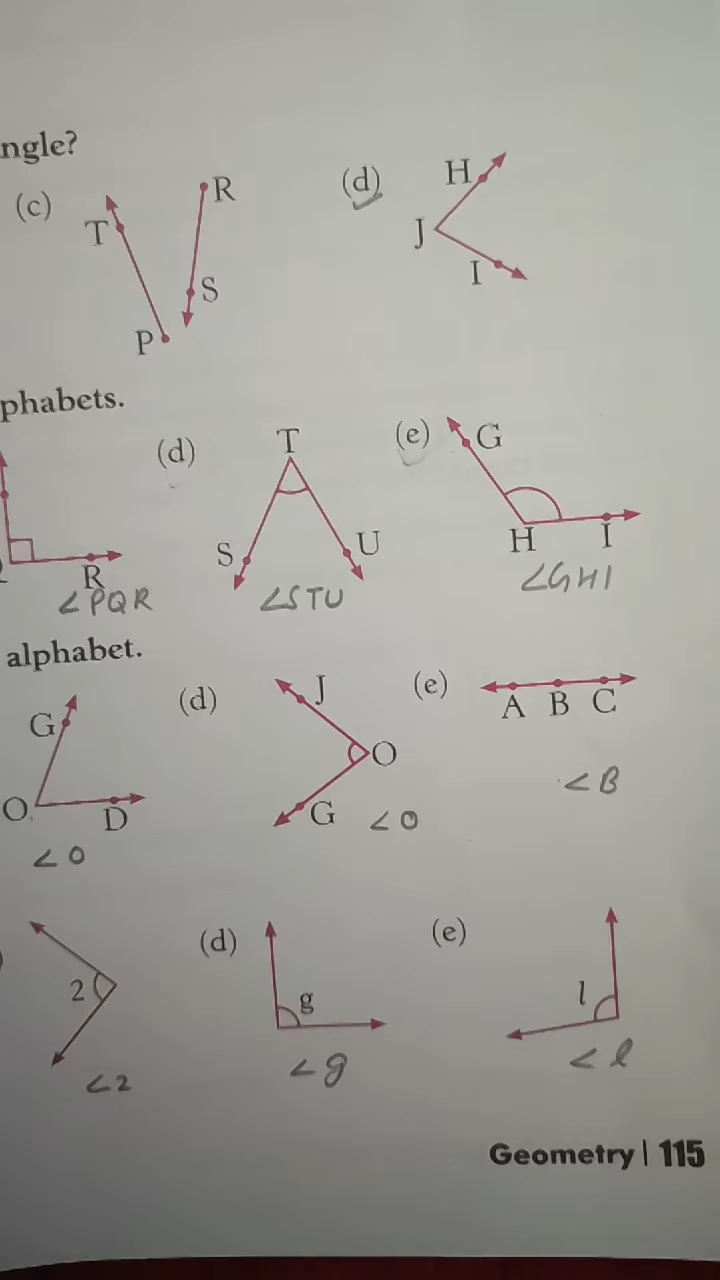 ngle?
(c) T P R S (d) H J I
phabets.
R (d) T S U (e) G H I
∠PQR ∠STU ∠GHI
alphabet.
G O D (d) J O G (e) A B C
∠O ∠O ∠B
2 (d) g (e) l
∠2 ∠g ∠l
Geometry | 115